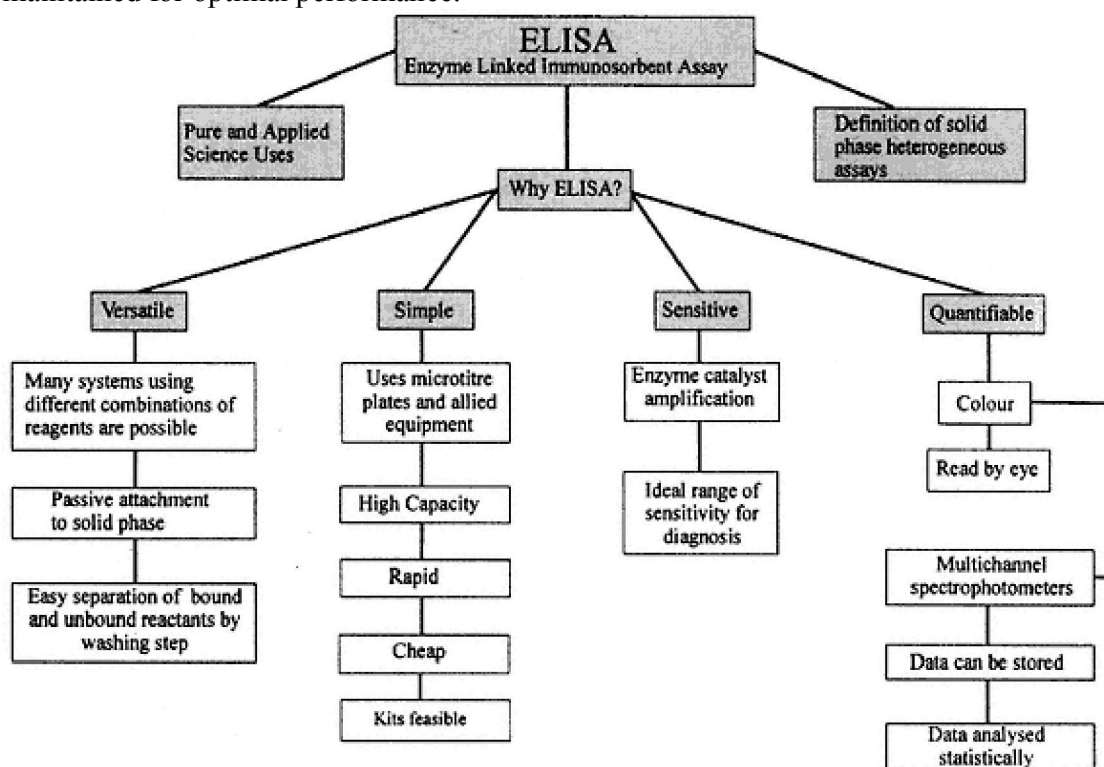 maintained for optimal performance.
ELISA
Enzyme Linked Immunosorbent Assay
Pure and Applied
Science Uses
Definition of solid
phase heterogeneous
assays
Why ELISA?
Versatile
Simple
Sensitive
Quantifiable
Many systems using
different combinations of
reagents are possible
Passive attachment
to solid phase
Easy separation of bound
and unbound reactants by
washing step
Uses microtitre
plates and allied
equipment
High Capacity
Rapid
Cheap
Kits feasible
Enzyme catalyst
amplification
Ideal range of
sensitivity for
diagnosis
Colour
Read by eye
Multichannel
spectrophotometers
Data can be stored
Data analysed
statistically